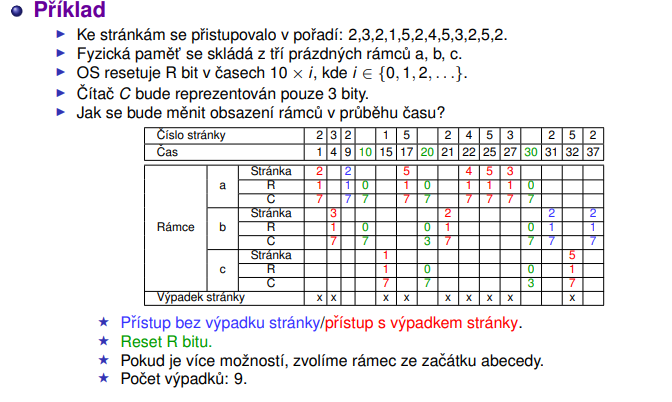 Příklad
Ke stránkám se přistupovalo v pořadí: 2,3,2,1,5,2,4,5,3,2,5,2.
Fyzická paměť se skládá z tří prázdných rámců a, b, c.
OS resetuje R bit v časech 10 × i, kde i ∈ {0, 1, 2, . . .}.
Čítač C bude reprezentován pouze 3 bity.
Jak se bude měnit obsazení rámců v průběhu času?
Číslo stránky 2 3 2 1 5 2 4 5 3 2 5 2
Čas 1 4 9 10 15 17 20 21 22 25 27 30 31 32 37
Stránka 2 2 5 4 5 3
a R 1 1 0 1 0 1 1 1 0
C 7 7 7 7 7 7 7 7 7
Stránka 3 2 2 2
Rámce b R 1 0 0 1 0 1 1
C 7 7 3 7 7 7 7
Stránka 1 5
c R 1 0 0 1
C 7 7 3 7
Výpadek stránky x x x x x x x x x
Přístup bez výpadku stránky/přístup s výpadkem stránky.
Reset R bitu.
Pokud je více možností, zvolíme rámec ze začátku abecedy.
Počet výpadků: 9.